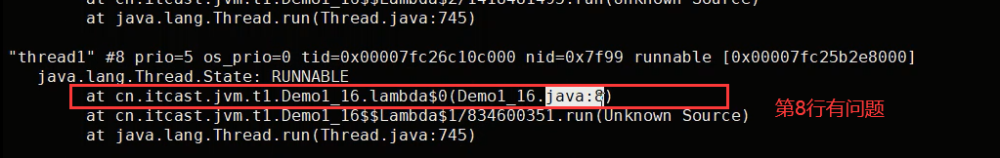 at cn.itcast.jvm.t1.Demo1_16$$Lambda$2/1418481495.run(Unknown Source)
at java.lang.Thread.run(Thread.java:745)
"thread1" #8 prio=5 os_prio=0 tid=0x00007fc26c10c000 nid=0x7f99 runnable [0x00007fc25b2e8000]
java.lang.Thread.State: RUNNABLE
at cn.itcast.jvm.t1.Demo1_16.lambda$0(Demo1_16.java:8)
第8行有问题
at cn.itcast.jvm.t1.Demo1_16$$Lambda$1/834600351.run(Unknown Source)
at java.lang.Thread.run(Thread.java:745)